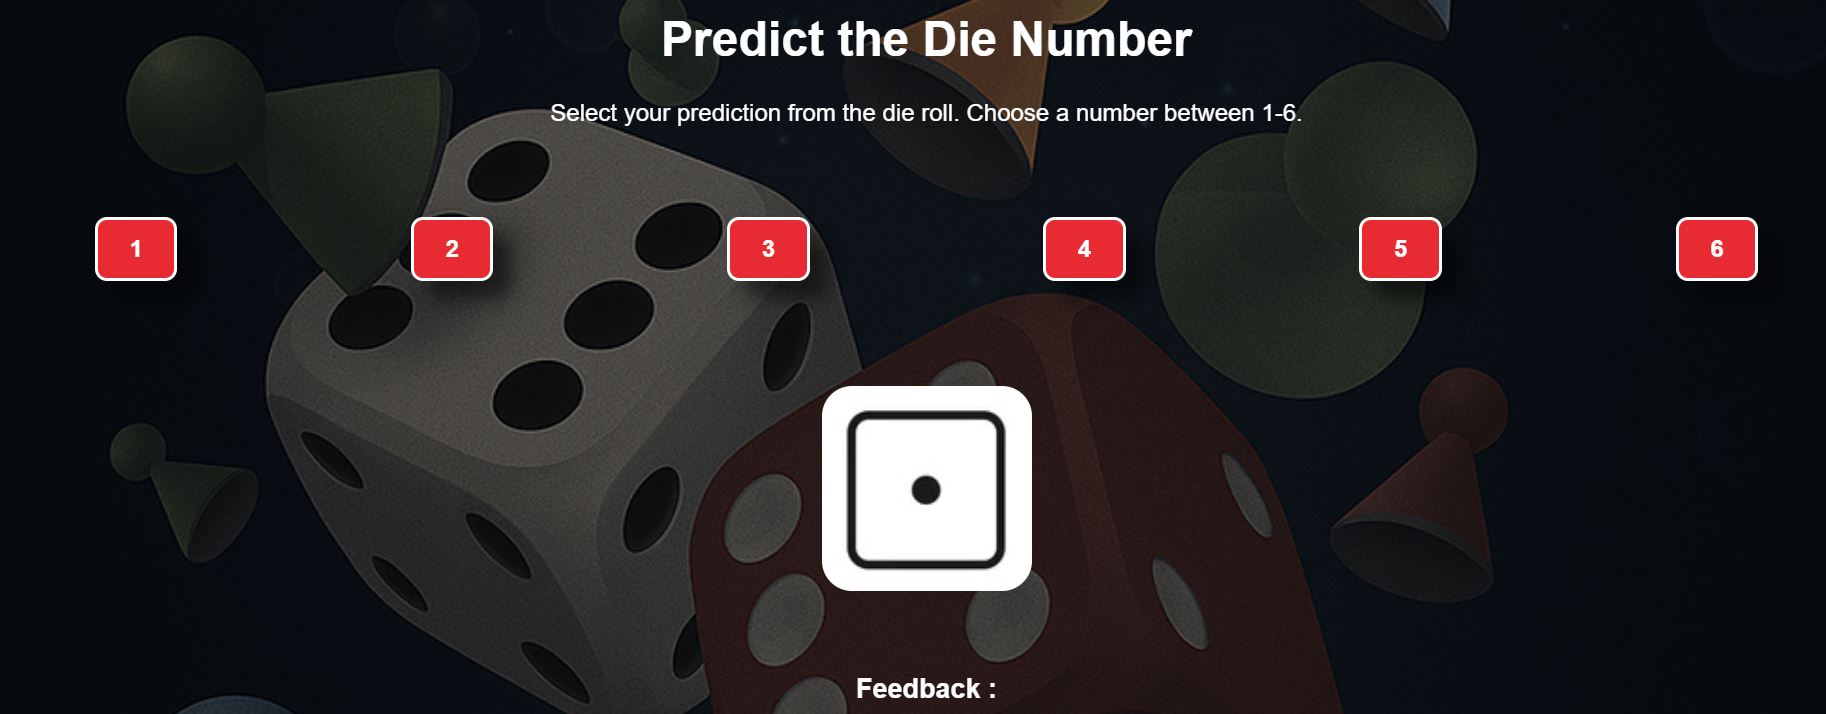 Predict the Die Number
Select your prediction from the die roll. Choose a number between 1-6.
1 2 3 4 5 6
Feedback :